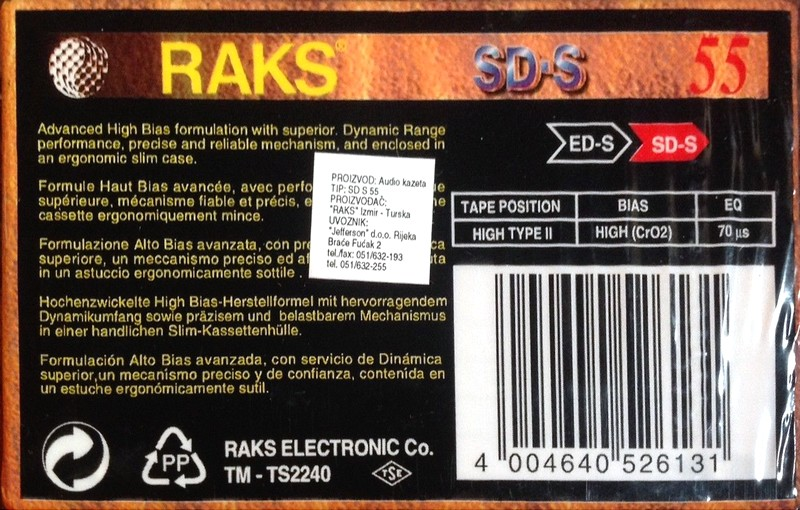 RAKS®
SD-S
55
Advanced High Bias formulation with superior. Dynamic Range
performance, precise and reliable mechanism, and enclosed in
an ergonomic slim case.
Formule Haut Bias avancée, avec perfo
supérieure, mécanisme fiable et précis, e
cassette ergonomiquement mince.
Formulazione Alto Bias avanzata, con pre
superiore, un meccanismo preciso ed af
in un astuccio ergonomicamente sottile .
Hochenzwickelte High Bias-Herstellformel mit hervorragendem
Dynamikumfang sowie präzisem und belastbarem Mechanismus
in einer handlichen Slim-Kassettenhülle.
Formulación Alto Bias avanzada, con servicio de Dinámica
superior,un mecanismo preciso y de confianza, contenida en
un estuche ergonómicamente sutil.
PROIZVOD: Audio kazeta
TIP: SD S 55
PROIZVOĐAČ:
"RAKS" Izmir - Turska
UVOZNIK:
"Jefferson" d.o.o. Rijeka
Braće Fućak 2
tel./fax: 051/632-193
tel. 051/632-255
ED-S
SD-S
TAPE POSITION BIAS EQ
HIGH TYPE II HIGH (CrO2) 70 µs
4 004640 526131
PP
RAKS ELECTRONIC Co.
TM - TS2240
TSE